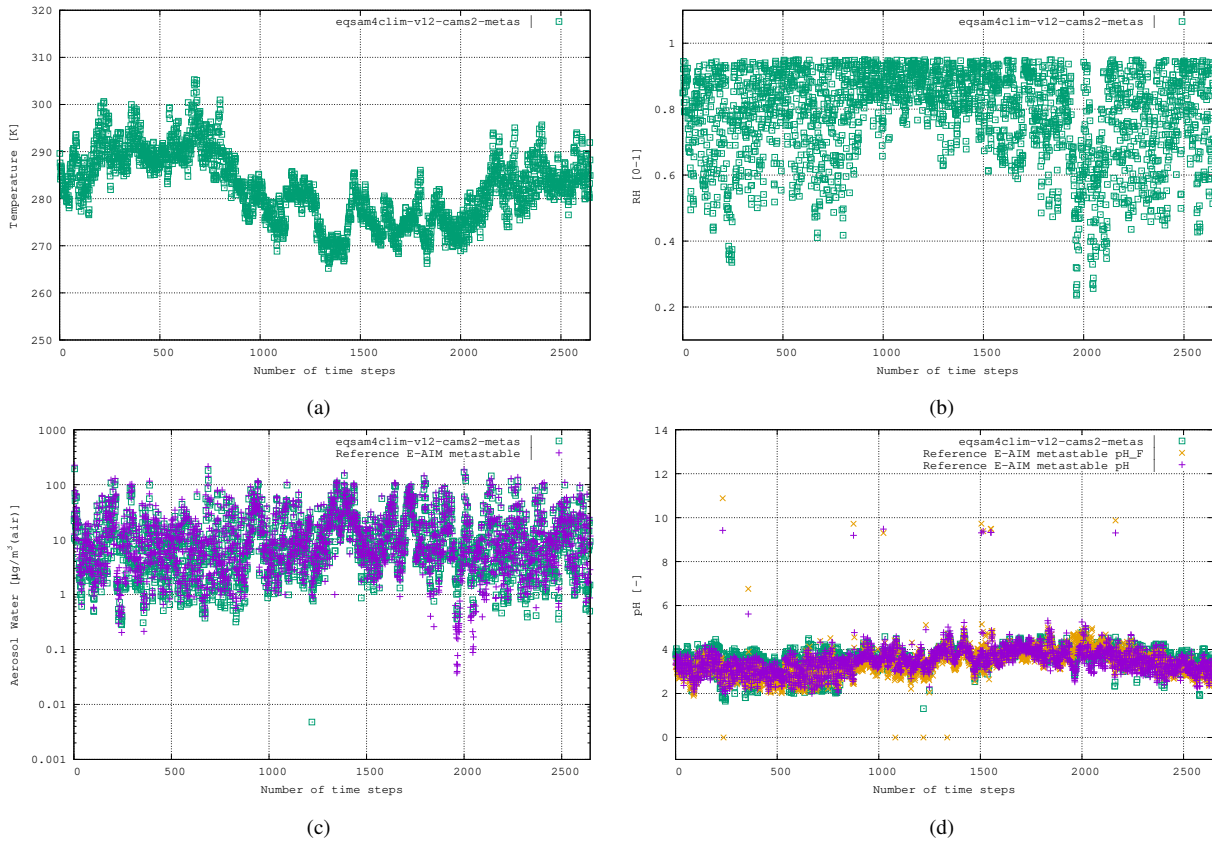 eqsam4clim-v12-cams2-metas |
320
310
300
290
280
270
260
250
Temperature [K]
0 500 1000 1500 2000 2500
Number of time steps
(a)
eqsam4clim-v12-cams2-metas |
1
0.8
0.6
0.4
0.2
RH [0-1]
0 500 1000 1500 2000 2500
Number of time steps
(b)
eqsam4clim-v12-cams2-metas |
Reference E-AIM metastable |
1000
100
10
1
0.1
0.01
0.001
Aerosol Water [µg/m³(air)]
0 500 1000 1500 2000 2500
Number of time steps
(c)
eqsam4clim-v12-cams2-metas |
Reference E-AIM metastable pH_F |
Reference E-AIM metastable pH |
14
12
10
8
6
4
2
0
pH [-]
0 500 1000 1500 2000 2500
Number of time steps
(d)